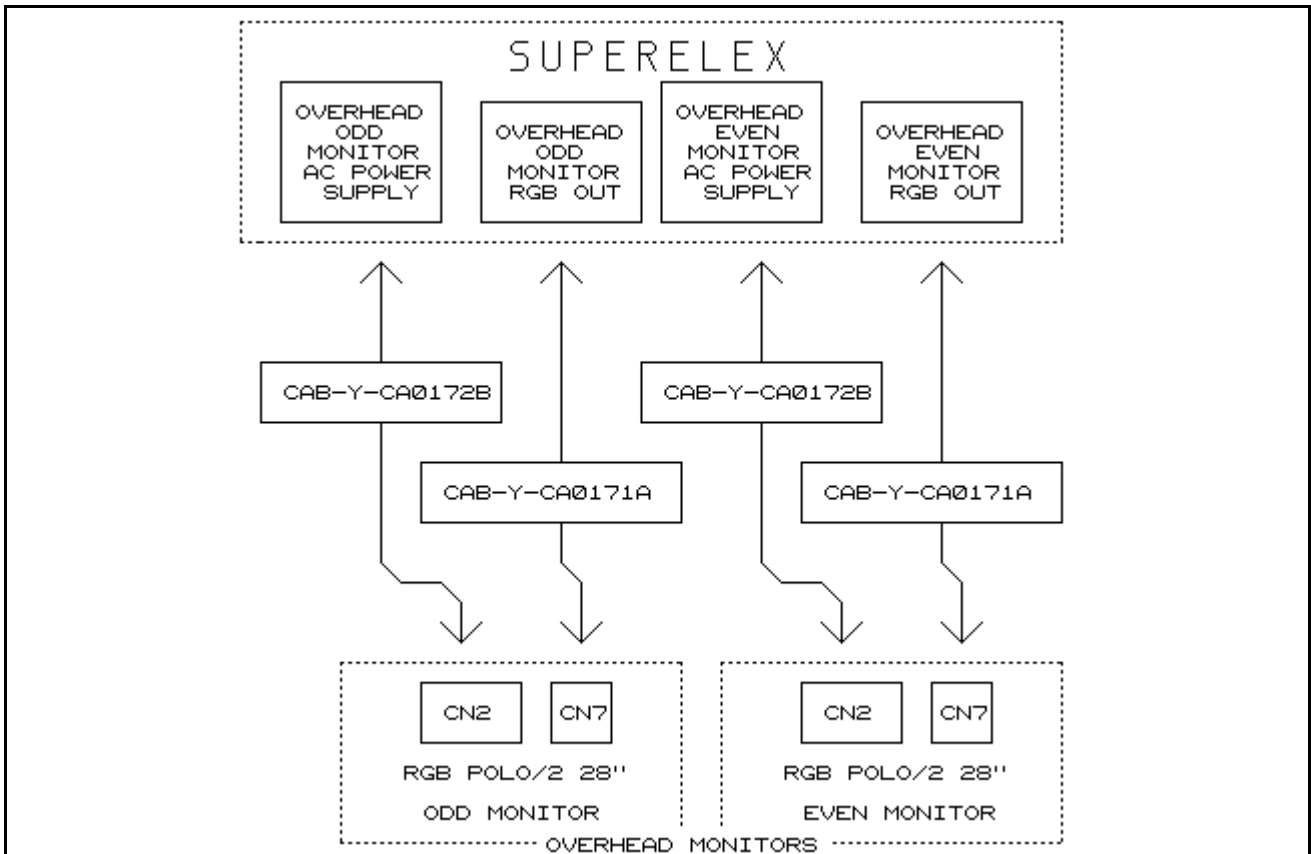 SUPERELEX
OVERHEAD
ODD
MONITOR
AC POWER
SUPPLY
OVERHEAD
ODD
MONITOR
RGB OUT
OVERHEAD
EVEN
MONITOR
AC POWER
SUPPLY
OVERHEAD
EVEN
MONITOR
RGB OUT
CAB-Y-CA0172B
CAB-Y-CA0172B
CAB-Y-CA0171A
CAB-Y-CA0171A
CN2
CN7
RGB POLO/2 28''
ODD MONITOR
CN2
CN7
RGB POLO/2 28''
EVEN MONITOR
OVERHEAD MONITORS